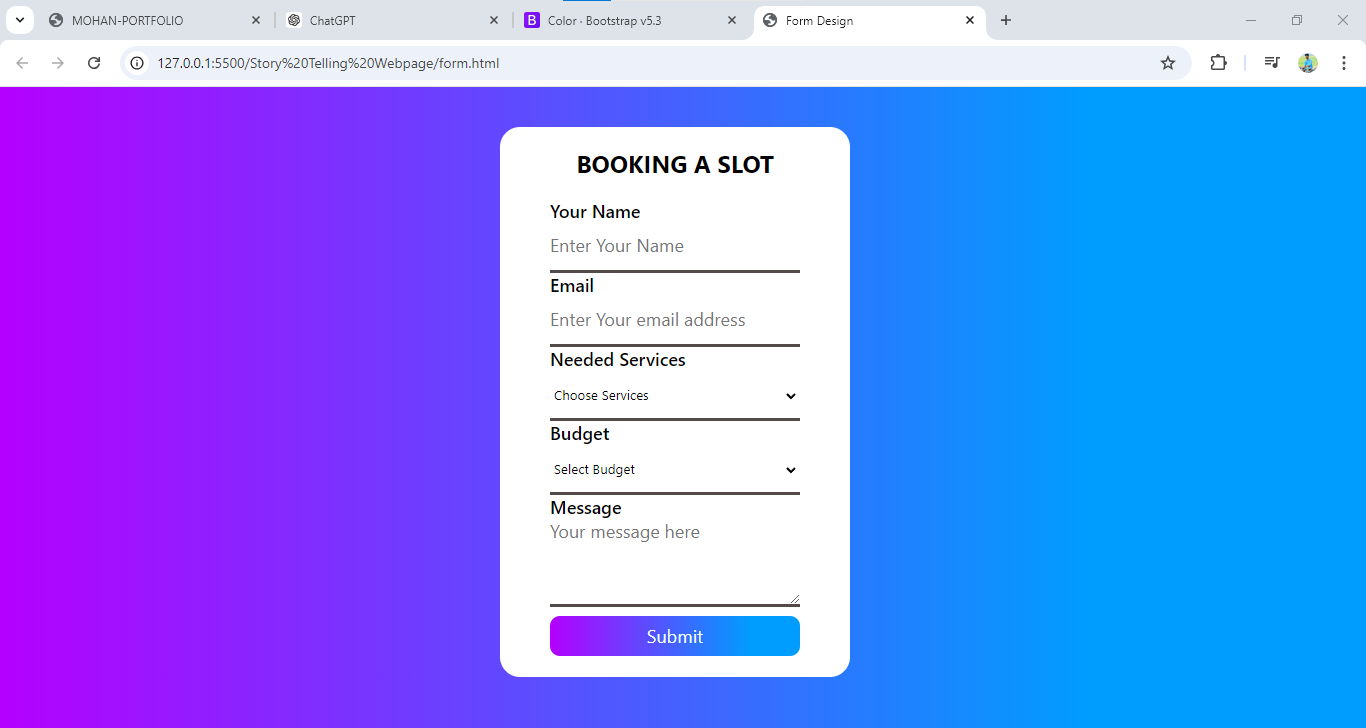 MOHAN-PORTFOLIO
ChatGPT
B
Color · Bootstrap v5.3
Form Design
127.0.0.1:5500/Story%20Telling%20Webpage/form.html
BOOKING A SLOT
Your Name
Enter Your Name
Email
Enter Your email address
Needed Services
Choose Services
Budget
Select Budget
Message
Your message here
Submit